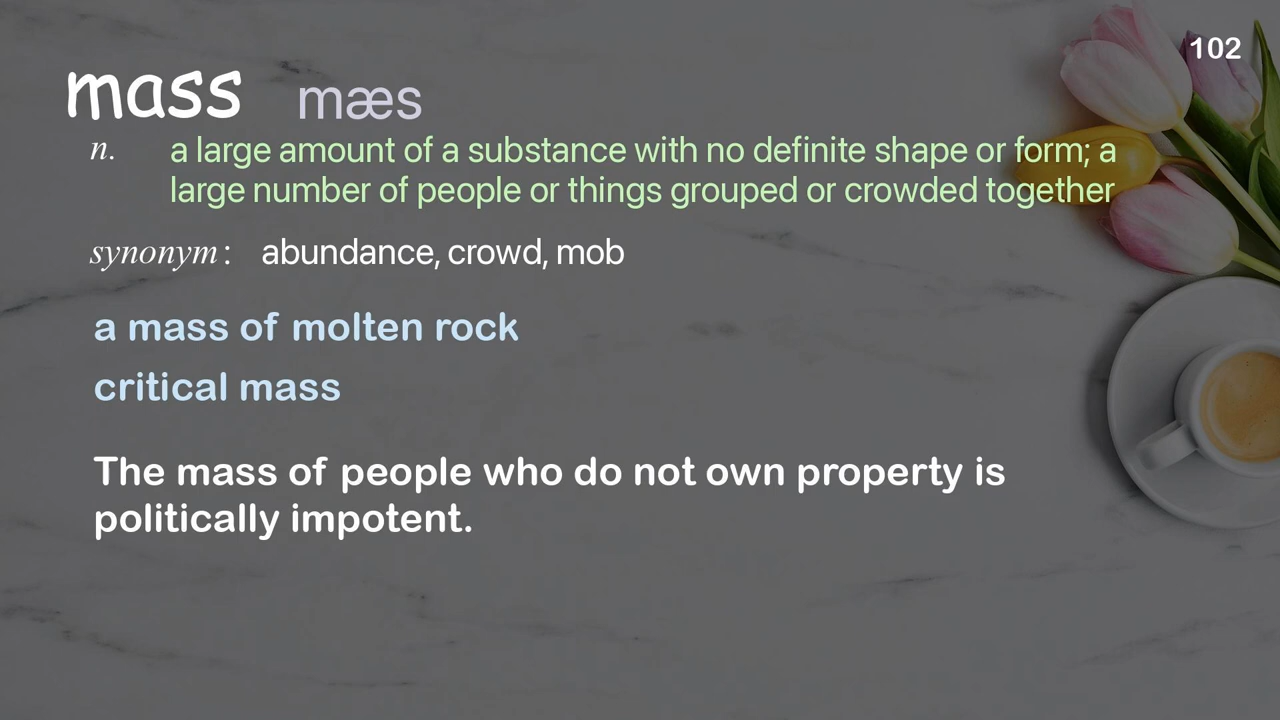 102
mass mæs
n. a large amount of a substance with no definite shape or form; a
large number of people or things grouped or crowded together
synonym: abundance, crowd, mob
a mass of molten rock
critical mass
The mass of people who do not own property is
politically impotent.